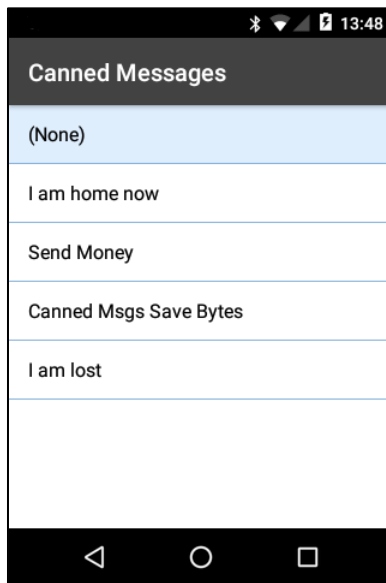 13:48
Canned Messages
(None)
I am home now
Send Money
Canned Msgs Save Bytes
I am lost